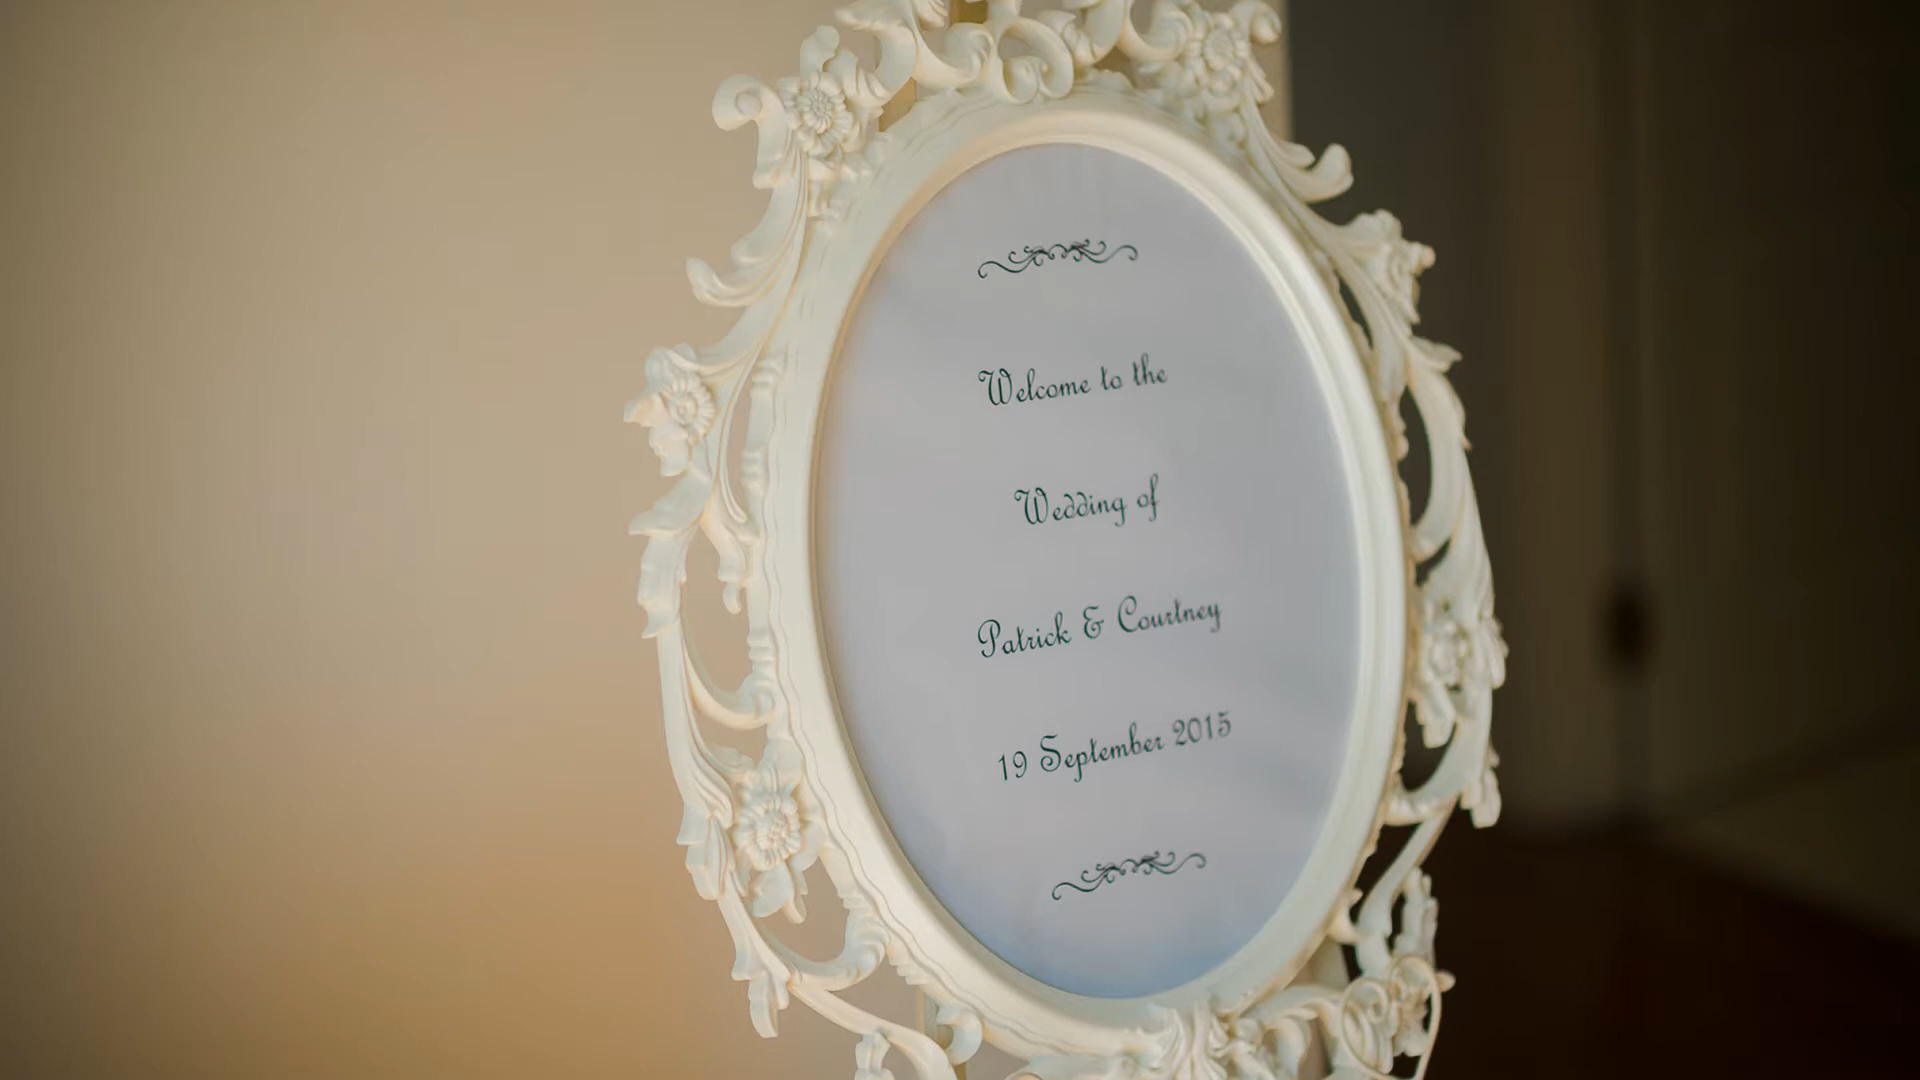 Welcome to the
Wedding of
Patrick & Courtney
19 September 2015